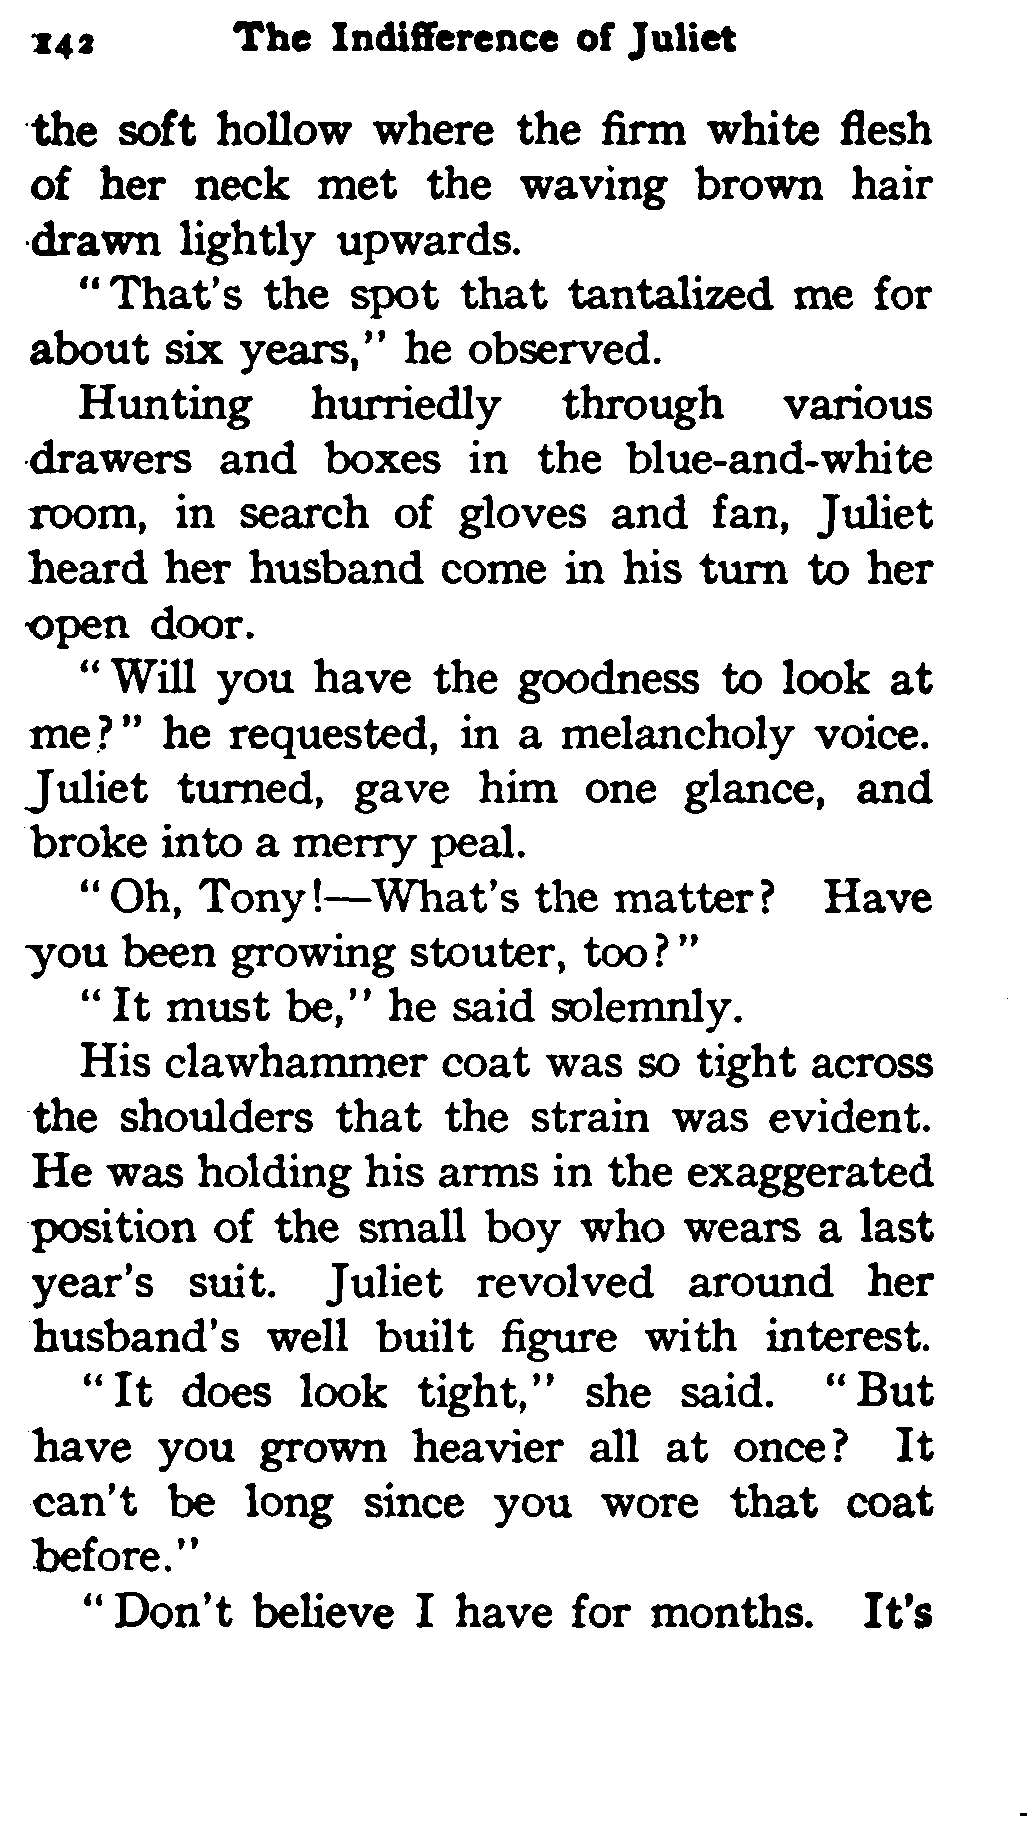 142 The Indifference of Juliet
the soft hollow where the firm white flesh
of her neck met the waving brown hair
drawn lightly upwards.
"That's the spot that tantalized me for
about six years," he observed.
Hunting hurriedly through various
drawers and boxes in the blue-and-white
room, in search of gloves and fan, Juliet
heard her husband come in his turn to her
open door.
"Will you have the goodness to look at
me?" he requested, in a melancholy voice.
Juliet turned, gave him one glance, and
broke into a merry peal.
"Oh, Tony!—What's the matter? Have
you been growing stouter, too?"
"It must be," he said solemnly.
His clawhammer coat was so tight across
the shoulders that the strain was evident.
He was holding his arms in the exaggerated
position of the small boy who wears a last
year's suit. Juliet revolved around her
husband's well built figure with interest.
"It does look tight," she said. "But
have you grown heavier all at once? It
can't be long since you wore that coat
before."
"Don't believe I have for months. It's